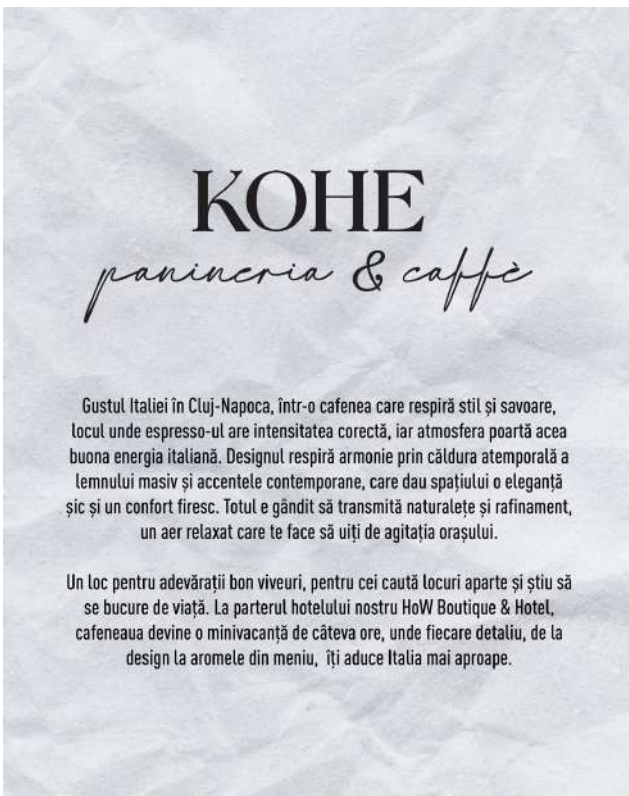 KOHE
panineria & caffè
Gustul Italiei în Cluj-Napoca, într-o cafenea care respiră stil și savoare,
locul unde espresso-ul are intensitatea corectă, iar atmosfera poartă acea
buona energia italiană. Designul respiră armonie prin căldura atemporală a
lemnului masiv și accentele contemporane, care dau spațiului o eleganță
șic și un confort firesc. Totul e gândit să transmită naturalețe și rafinament,
un aer relaxat care te face să uiți de agitația orașului.
Un loc pentru adevărații bon viveuri, pentru cei caută locuri aparte și știu să
se bucure de viață. La parterul hotelului nostru HoW Boutique & Hotel,
cafeneaua devine o minivacanță de câteva ore, unde fiecare detaliu, de la
design la aromele din meniu, îți aduce Italia mai aproape.